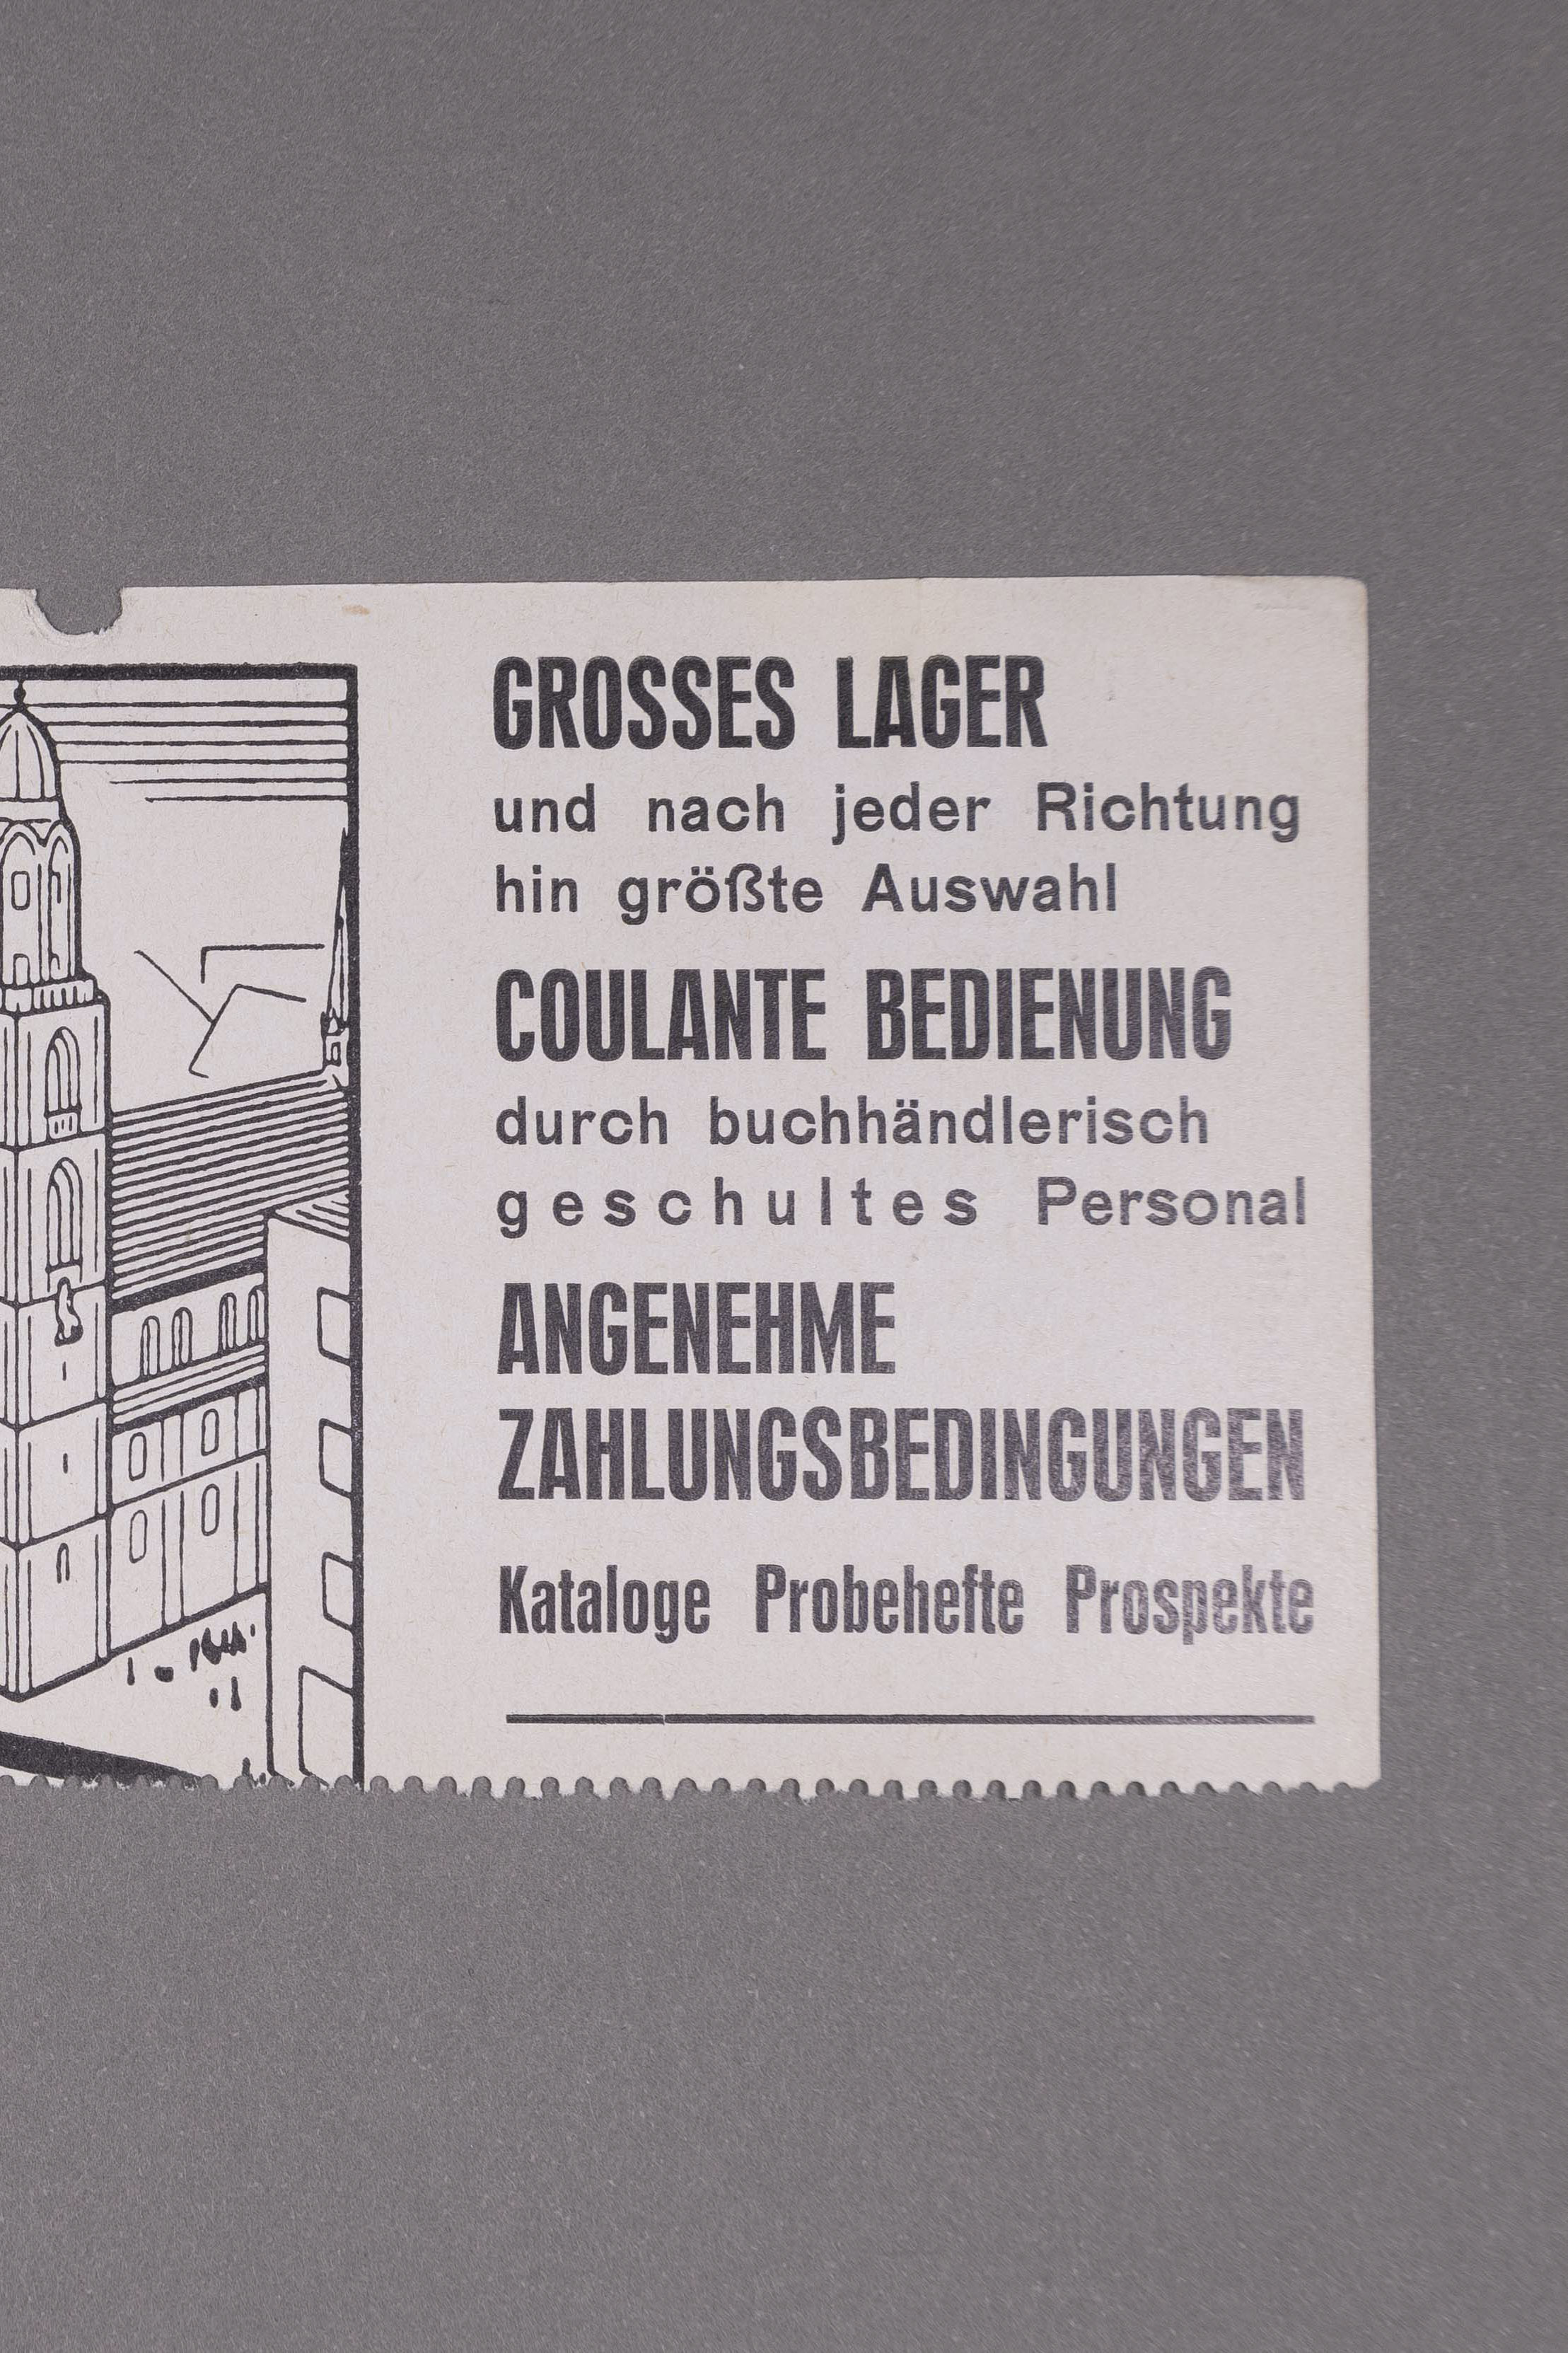 GROSSES LAGER
und nach jeder Richtung
hin größte Auswahl
COULANTE BEDIENUNG
durch buchhändlerisch
geschultes Personal
ANGENEHME
ZAHLUNGSBEDINGUNGEN
Kataloge Probehefte Prospekte